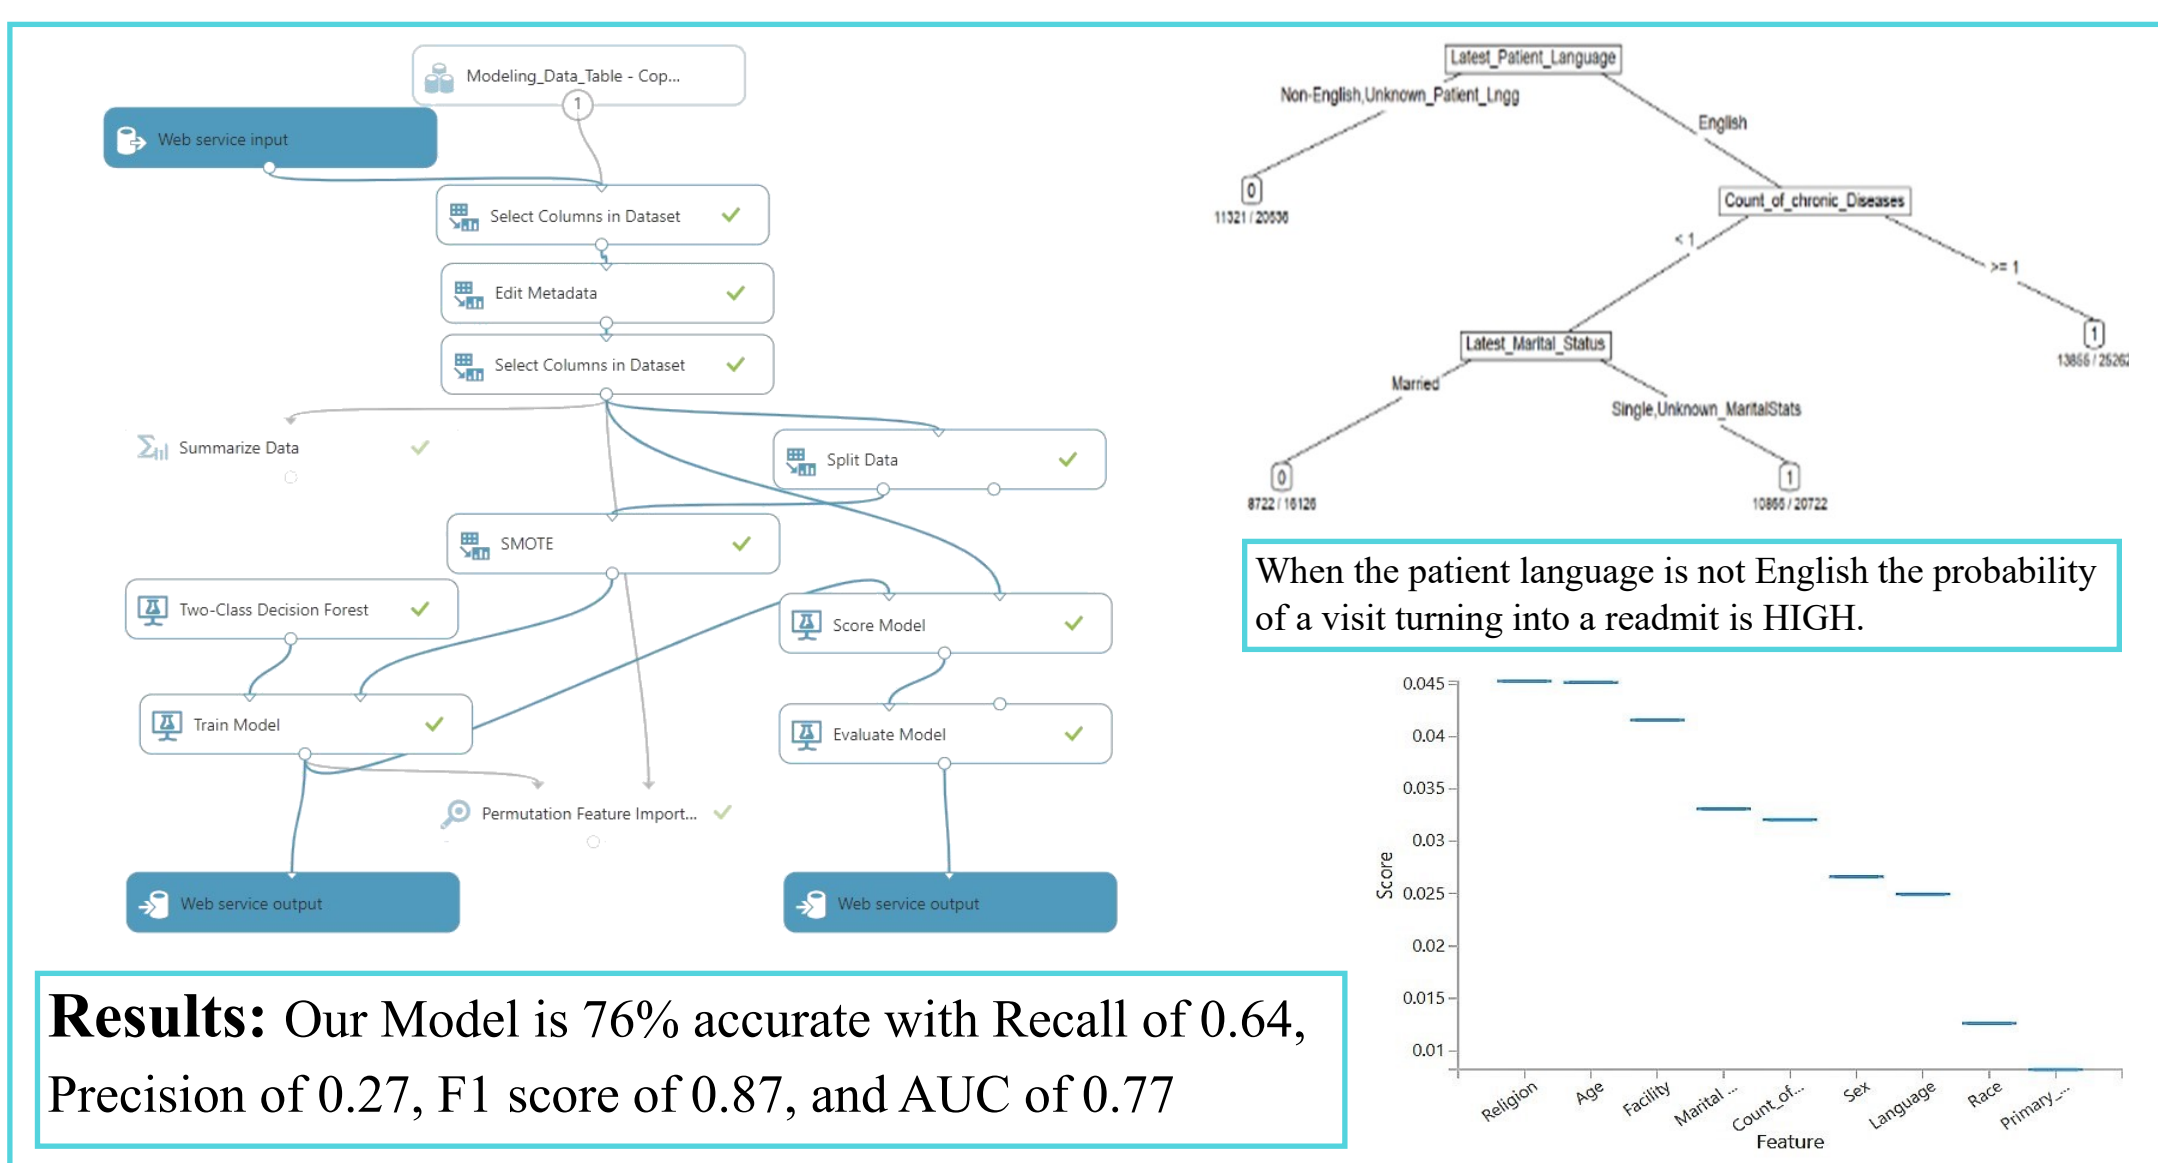 Modeling_Data_Table - Cop...
1
Web service input
Select Columns in Dataset
Edit Metadata
Select Columns in Dataset
Summarize Data
Split Data
SMOTE
Two-Class Decision Forest
Score Model
Train Model
Evaluate Model
Permutation Feature Import...
Web service output
Web service output
Results: Our Model is 76% accurate with Recall of 0.64,
Precision of 0.27, F1 score of 0.87, and AUC of 0.77
Latest_Patient_Language
Non-English,Unknown_Patient_Lngg
English
0
11321 / 20636
Count_of_chronic_Diseases
< 1
>= 1
1
Latest_Marital_Status
Married
Single,Unknown_MaritalStats
0
8722 / 16126
1
10866 / 20722
When the patient language is not English the probability
of a visit turning into a readmit is HIGH.
0.045
0.04
0.035
0.03
0.025
0.02
0.015
0.01
Score
Religion
Age
Facility
Marital ...
Count_of...
Sex
Language
Race
Primary_...
Feature